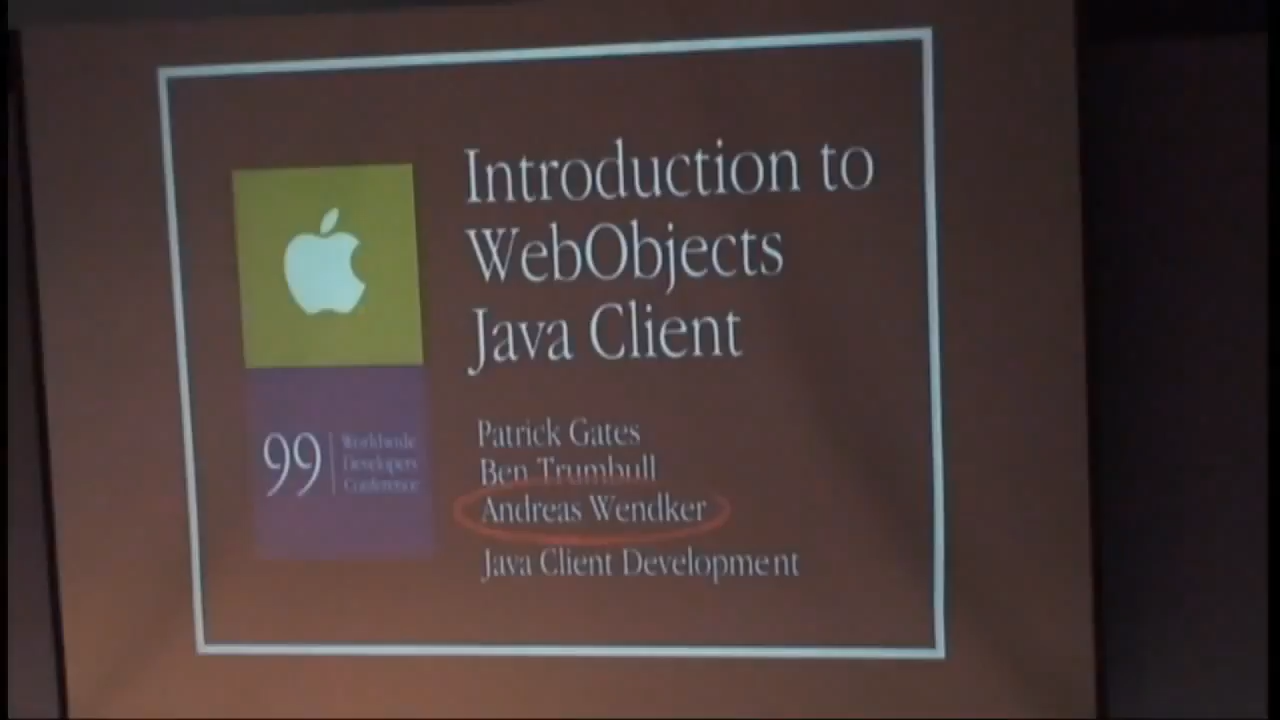 Introduction to
WebObjects
Java Client
Patrick Gates
Ben Trumbull
Andreas Wendker
Java Client Development
99
Worldwide
Developers
Conference